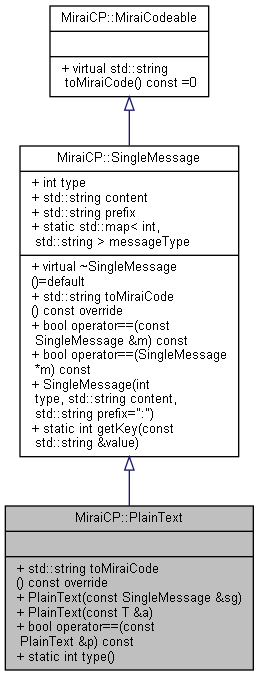 MiraiCP::MiraiCodeable
+ virtual std::string
toMiraiCode() const =0
MiraiCP::SingleMessage
+ int type
+ std::string content
+ std::string prefix
+ static std::map< int,
std::string > messageType
+ virtual ~SingleMessage
()=default
+ std::string toMiraiCode
() const override
+ bool operator==(const
SingleMessage &m) const
+ bool operator==(SingleMessage
*m) const
+ SingleMessage(int
type, std::string content,
std::string prefix=":")
+ static int getKey(const
std::string &value)
MiraiCP::PlainText
+ std::string toMiraiCode
() const override
+ PlainText(const SingleMessage &sg)
+ PlainText(const T &a)
+ bool operator==(const
PlainText &p) const
+ static int type()